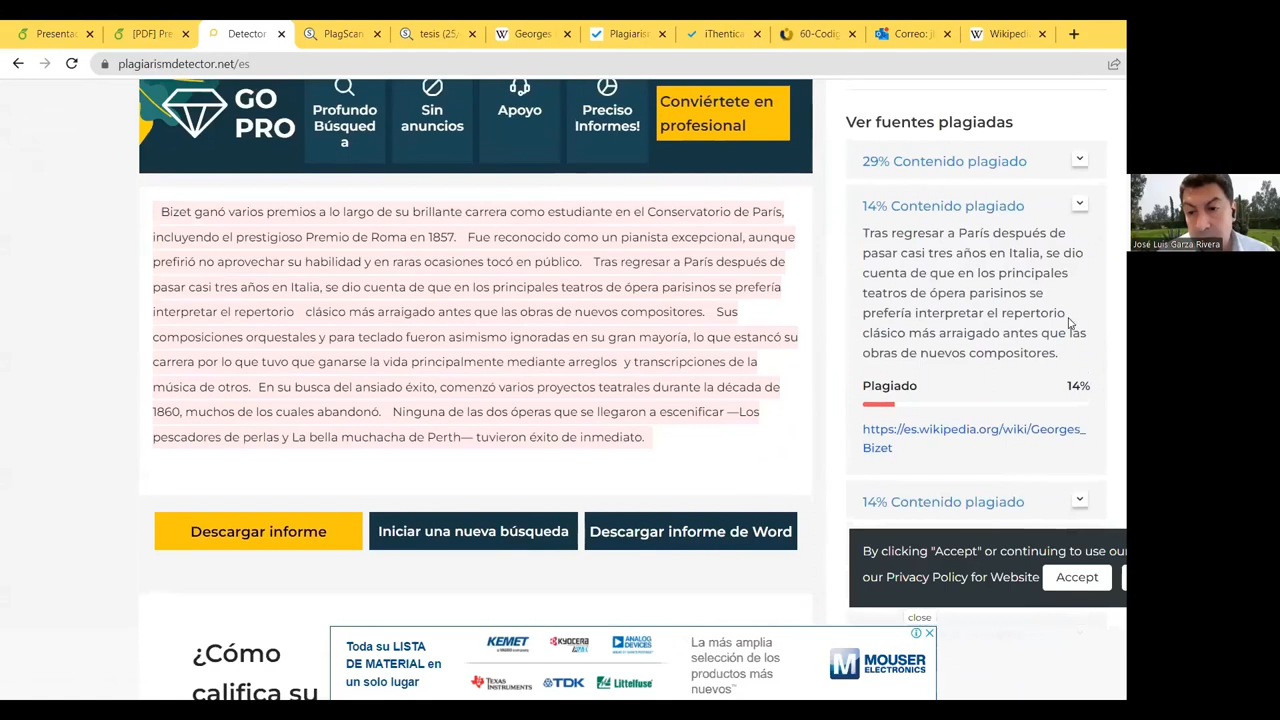 Presentac
[PDF] Pre
Detector
PlagScan
tesis (25/
Georges
Plagiaris
iThentica
60-Codig
Correo: j
Wikiped
plagiarismdetector.net/es
GO
PRO
Profundo
Búsqued
a
Sin
anuncios
Apoyo
Preciso
Informes!
Conviértete en
profesional
Bizet ganó varios premios a lo largo de su brillante carrera como estudiante en el Conservatorio de París,
incluyendo el prestigioso Premio de Roma en 1857. Fue reconocido como un pianista excepcional, aunque
prefirió no aprovechar su habilidad y en raras ocasiones tocó en público. Tras regresar a París después de
pasar casi tres años en Italia, se dio cuenta de que en los principales teatros de ópera parisinos se prefería
interpretar el repertorio clásico más arraigado antes que las obras de nuevos compositores. Sus
composiciones orquestales y para teclado fueron asimismo ignoradas en su gran mayoría, lo que estancó su
carrera por lo que tuvo que ganarse la vida principalmente mediante arreglos y transcripciones de la
música de otros. En su busca del ansiado éxito, comenzó varios proyectos teatrales durante la década de
1860, muchos de los cuales abandonó. Ninguna de las dos óperas que se llegaron a escenificar —Los
pescadores de perlas y La bella muchacha de Perth— tuvieron éxito de inmediato.
Descargar informe
Iniciar una nueva búsqueda
Descargar informe de Word
¿Cómo
califica su
Ver fuentes plagiadas
29% Contenido plagiado
14% Contenido plagiado
Tras regresar a París después de
pasar casi tres años en Italia, se dio
cuenta de que en los principales
teatros de ópera parisinos se
prefería interpretar el repertorio
clásico más arraigado antes que las
obras de nuevos compositores.
Plagiado 14%
https://es.wikipedia.org/wiki/Georges_
Bizet
14% Contenido plagiado
By clicking "Accept" or continuing to use ou
our Privacy Policy for Website
Accept
close
Toda su LISTA
DE MATERIAL en
un solo lugar
KEMET
KYOCERA
AVX
ANALOG
DEVICES
TEXAS
INSTRUMENTS
TDK
Littelfuse
La más amplia
selección de los
productos más
nuevos™
MOUSER
ELECTRONICS
José Luis Garza Rivera